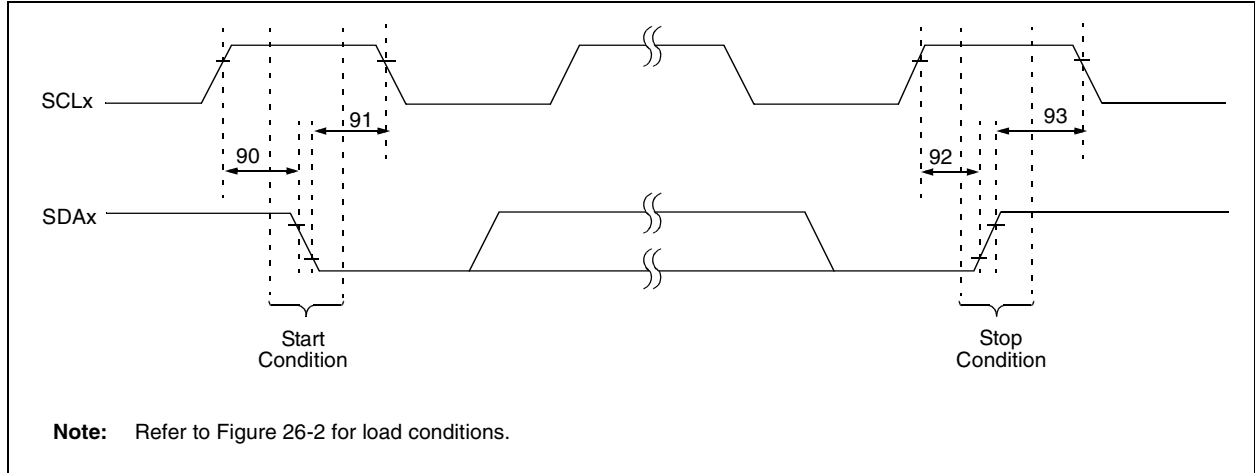 SCLx
91
93
90
92
SDAx
Start
Condition
Stop
Condition
Note: Refer to Figure 26-2 for load conditions.